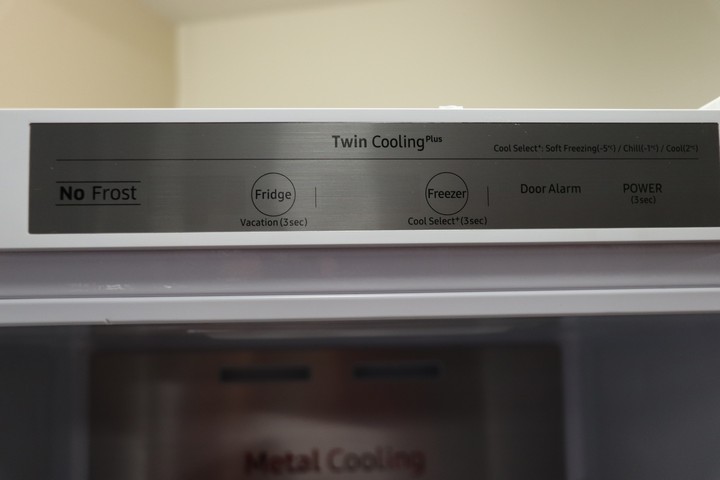 Twin Cooling Plus
Cool Select*: Soft Freezing(-5℃) / Chill(-1℃) / Cool(2℃)
No Frost
Fridge
Freezer
Door Alarm
POWER
(3sec)
Vacation (3sec)
Cool Select* (3sec)
Metal Cooling